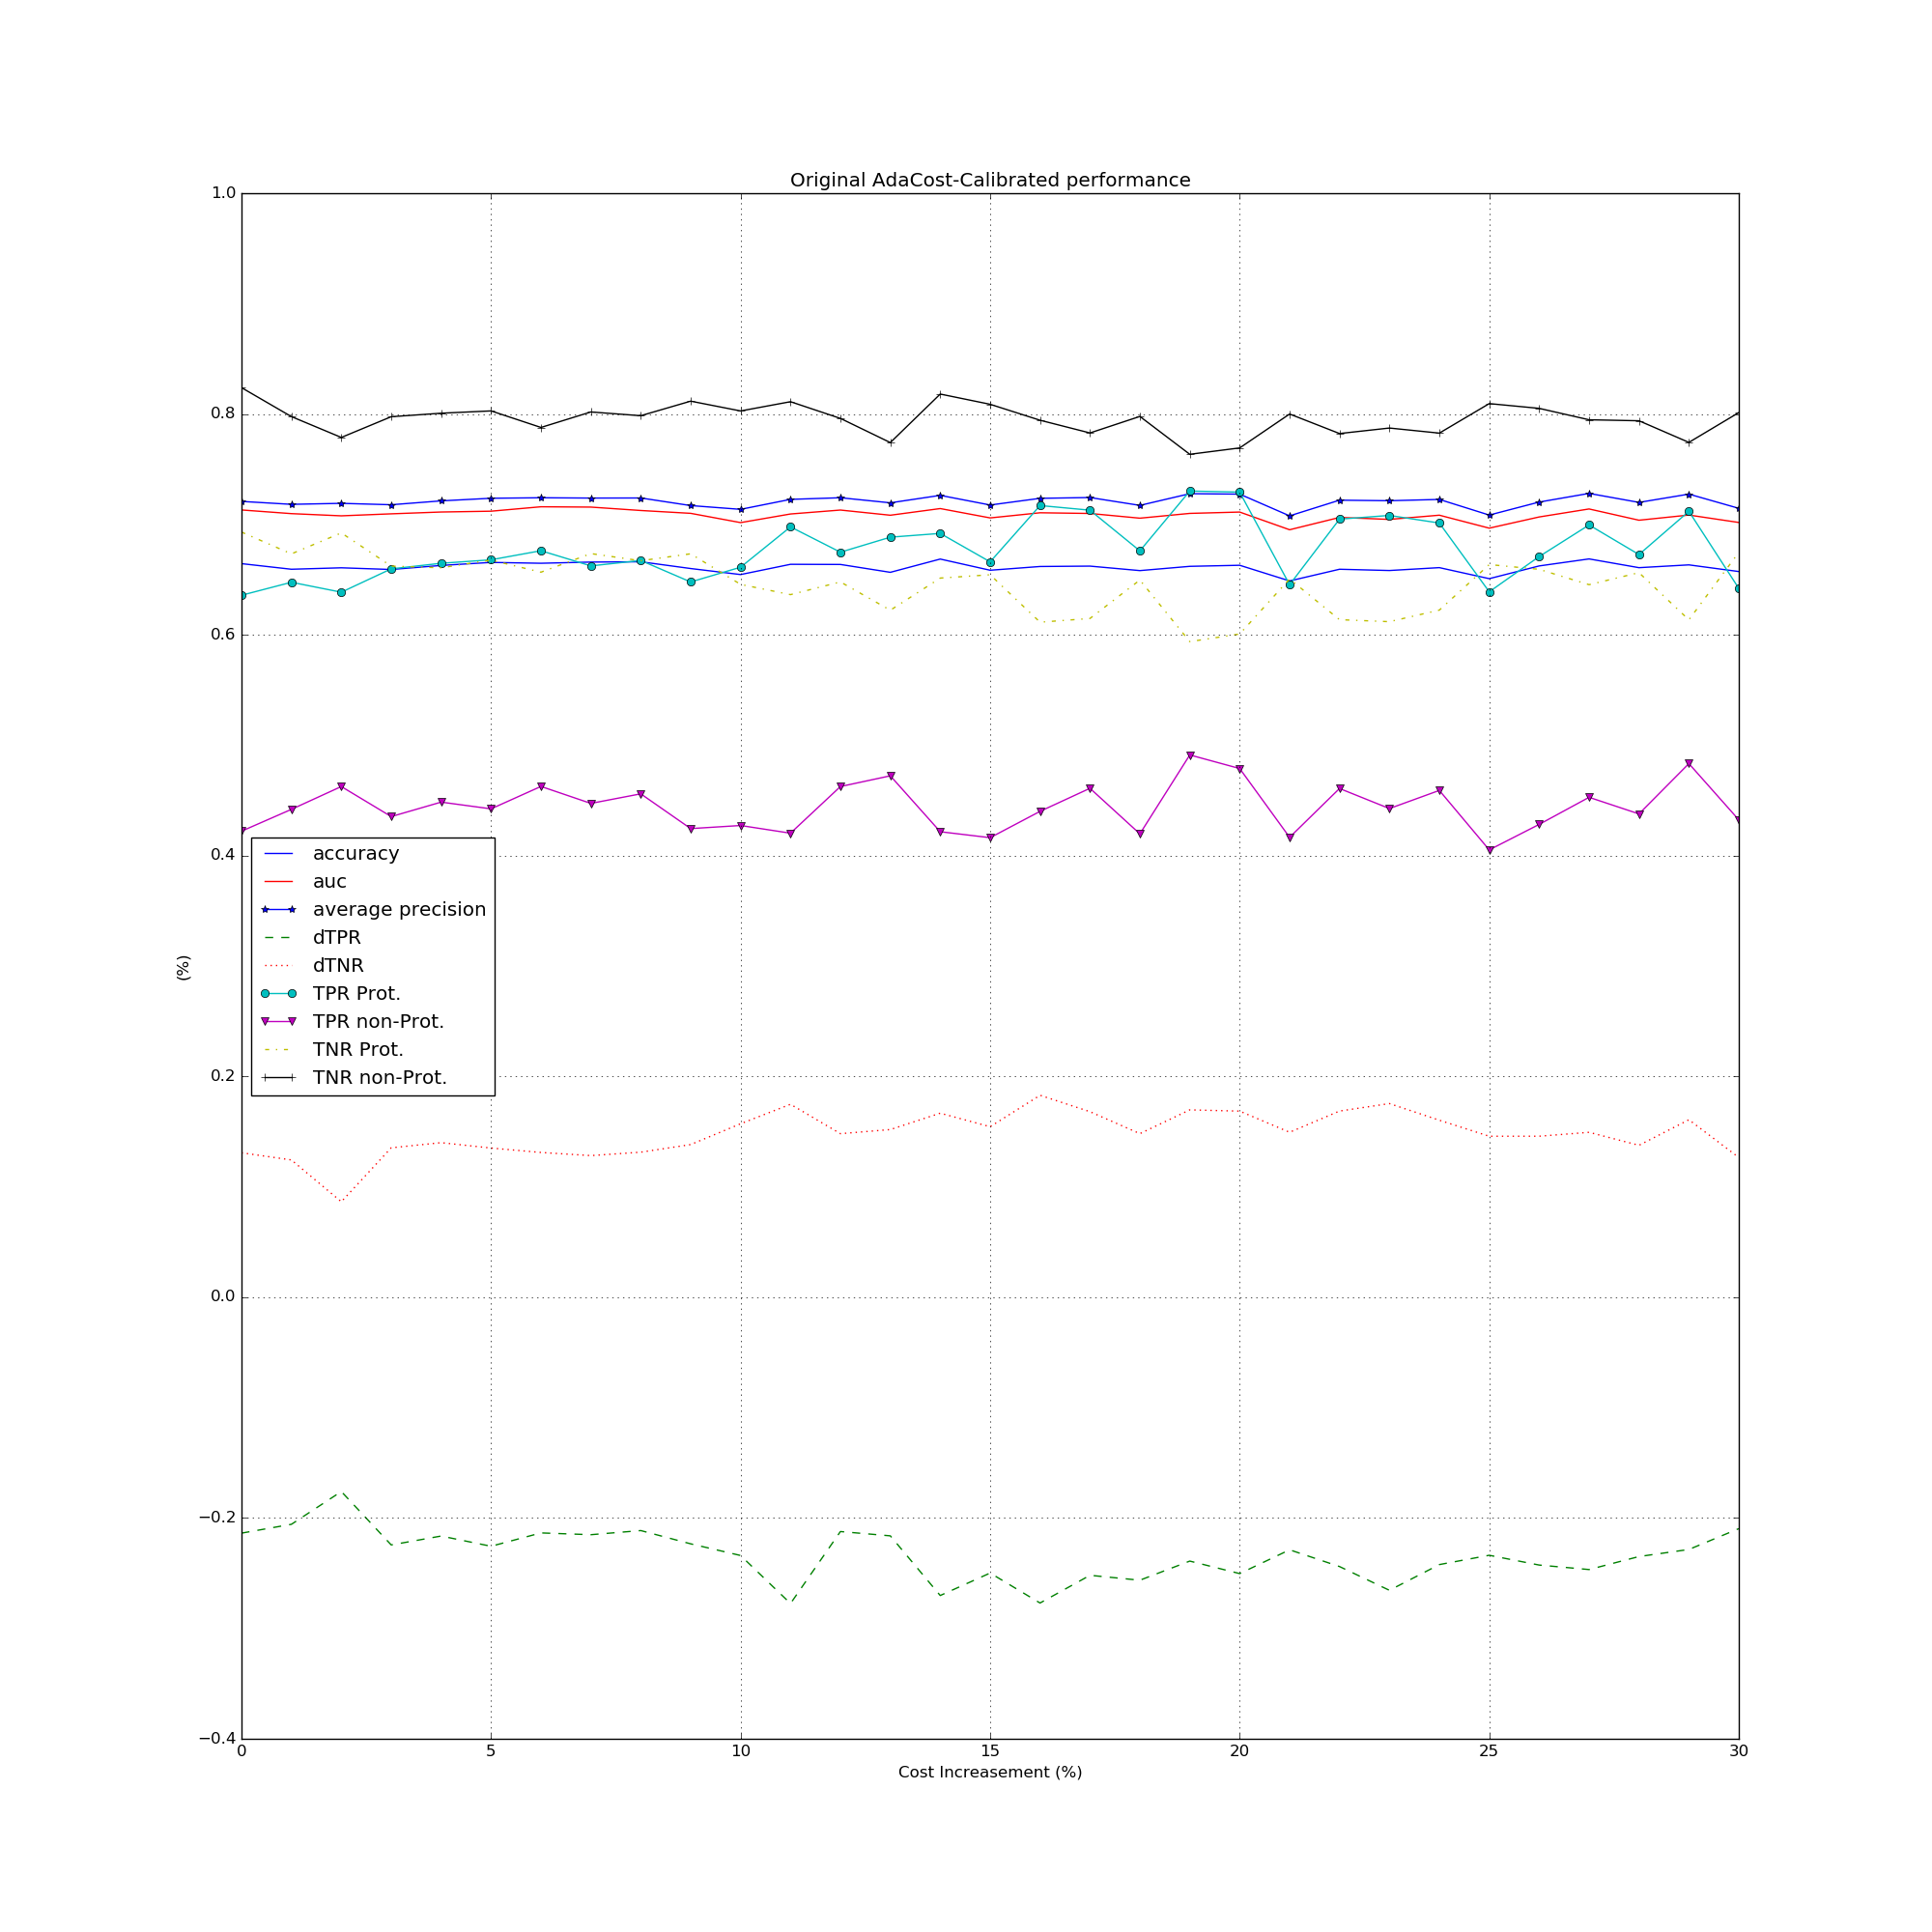 Original AdaCost-Calibrated performance
1.0
0.8
0.6
0.4
0.2
0.0
−0.2
−0.4
(%)
accuracy
auc
average precision
dTPR
dTNR
TPR Prot.
TPR non-Prot.
TNR Prot.
TNR non-Prot.
0 5 10 15 20 25 30
Cost Increasement (%)